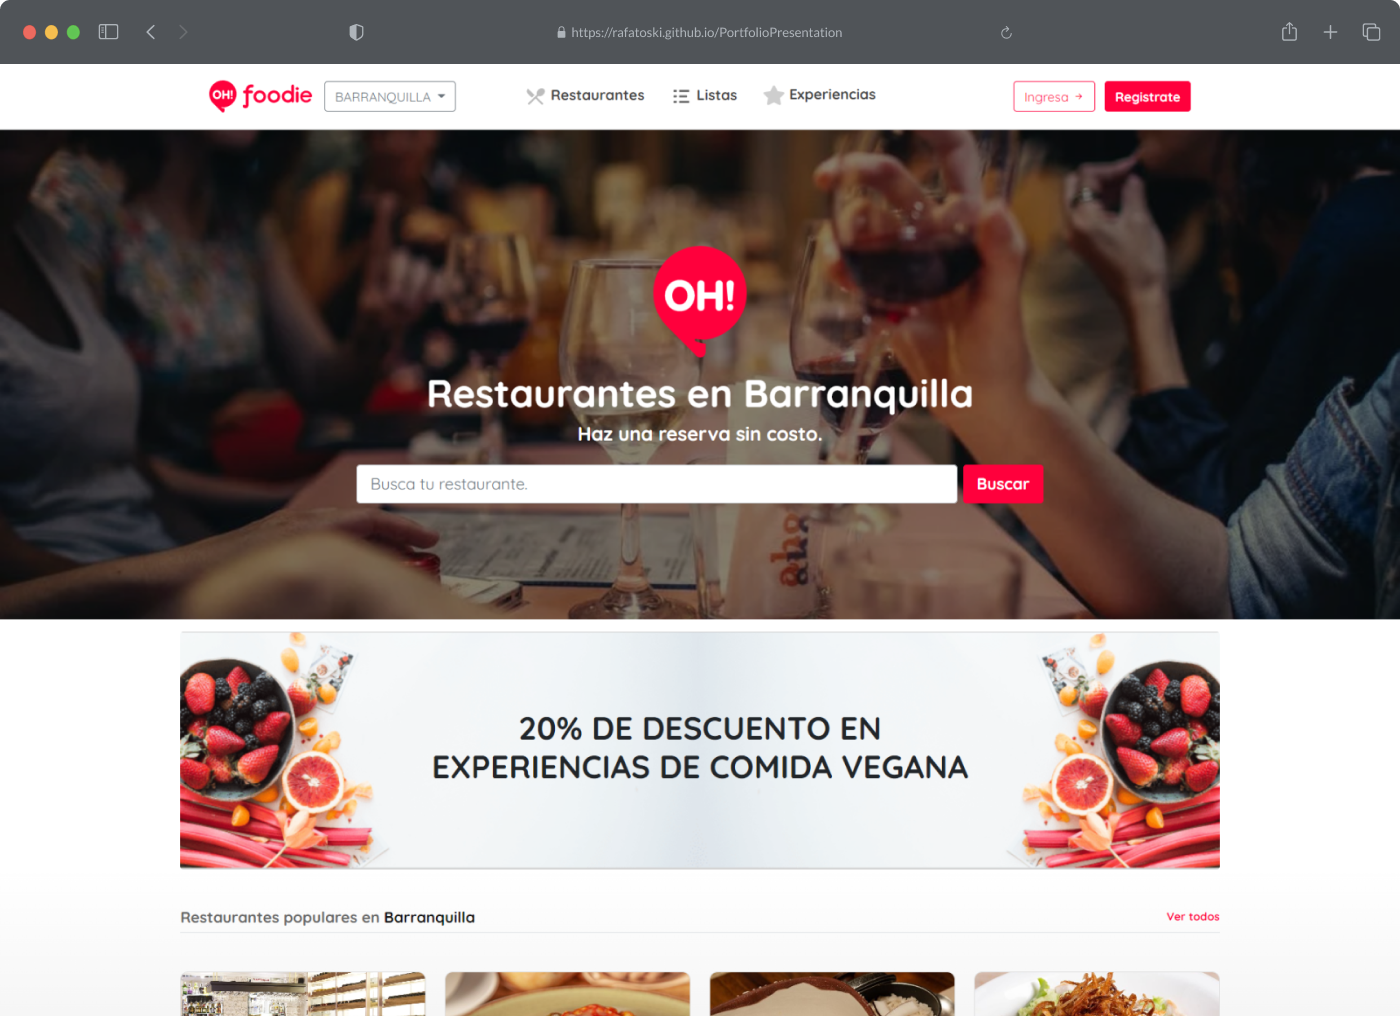 https://rafatoski.github.io/PortfolioPresentation
OH! foodie
BARRANQUILLA
Restaurantes
Listas
Experiencias
Ingresa →
Registrate
OH!
Restaurantes en Barranquilla
Haz una reserva sin costo.
Busca tu restaurante.
Buscar
20% DE DESCUENTO EN
EXPERIENCIAS DE COMIDA VEGANA
Restaurantes populares en Barranquilla
Ver todos